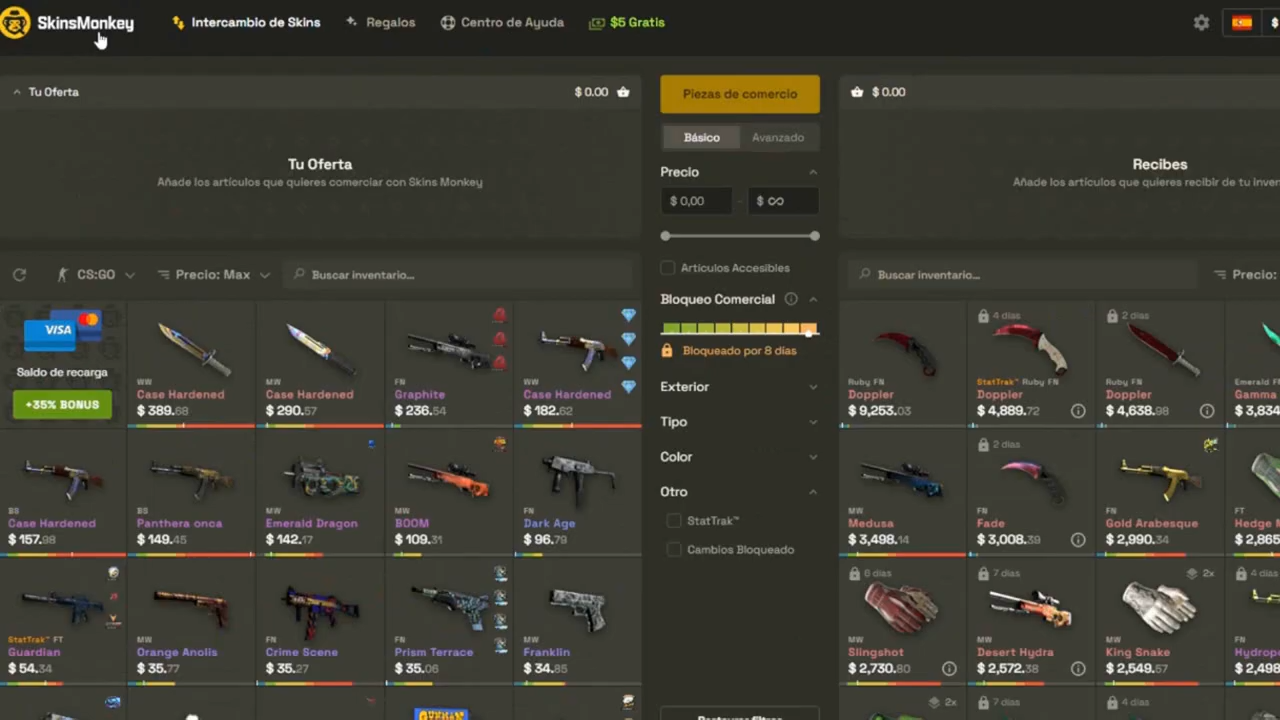 SkinsMonkey
Intercambio de Skins
Regalos
Centro de Ayuda
$5 Gratis
$
Tu Oferta
$ 0.00
Tu Oferta
Añade los artículos que quieres comerciar con Skins Monkey
Piezas de comercio
Básico
Avanzado
Precio
$ 0,00
-
$ ∞
Artículos Accesibles
Bloqueo Comercial
Bloqueado por 8 días
Exterior
Tipo
Color
Otro
StatTrak™
Cambios Bloqueado
$ 0.00
Recibes
Añade los artículos que quieres recibir de tu inver
CS:GO
Precio: Max
Buscar inventario...
VISA
Saldo de recarga
+35% BONUS
WW
Case Hardened
$ 389.68
MW
Case Hardened
$ 290.57
FN
Graphite
$ 236.54
WW
Case Hardened
$ 182.62
BS
Case Hardened
$ 157.98
BS
Panthera onca
$ 149.45
MW
Emerald Dragon
$ 142.17
MW
BOOM
$ 109.31
FN
Dark Age
$ 96.79
StatTrak™ FT
Guardian
$ 54.34
MW
Orange Anolis
$ 35.77
FN
Crime Scene
$ 35.27
FN
Prism Terrace
$ 35.06
MW
Franklin
$ 34.85
Buscar inventario...
Precio:
Ruby FN
Doppler
$ 9,253.03
4 días
StatTrak™ Ruby FN
Doppler
$ 4,889.72
2 días
Ruby FN
Doppler
$ 4,638.98
Emerald F
Gamma
$ 3,834
MW
Medusa
$ 3,498.14
2 días
FN
Fade
$ 3,008.39
FN
Gold Arabesque
$ 2,990.34
FT
Hedge M
$ 2,865
6 días
MW
Slingshot
$ 2,730.80
7 días
MW
Desert Hydra
$ 2,572.38
2x
MW
King Snake
$ 2,549.57
4 días
FN
Hydrop
$ 2,498
2x
7 días
4 días